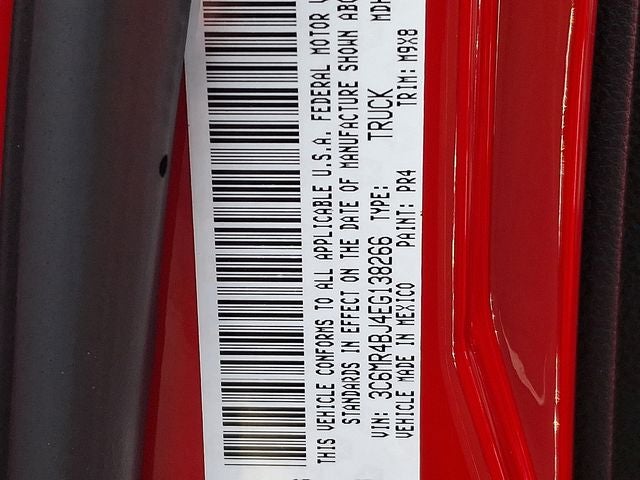 THIS VEHICLE CONFORMS TO ALL APPLICABLE U.S.A. FEDERAL MOTOR
STANDARDS IN EFFECT ON THE DATE OF MANUFACTURE SHOWN ABO
VIN: 3C6MR4BJ4EG138266 TYPE: TRUCK MDH
VEHICLE MADE IN MEXICO PAINT: PR4 TRIM: M9X8